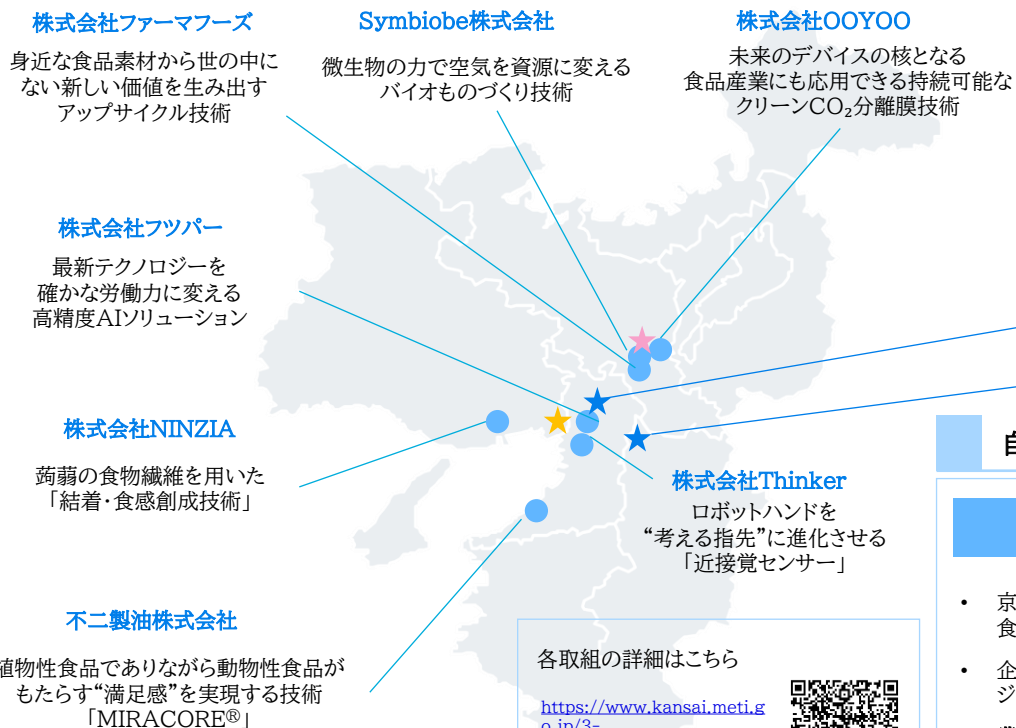 株式会社ファーマフーズ
身近な食品素材から世の中に
ない新しい価値を生み出す
アップサイクル技術
Symbiobe株式会社
微生物の力で空気を資源に変える
バイオものづくり技術
株式会社OOYOO
未来のデバイスの核となる
食品産業にも応用できる持続可能な
クリーンCO₂分離膜技術
株式会社フツパー
最新テクノロジーを
確かな労働力に変える
高精度AIソリューション
株式会社NINZIA
蒟蒻の食物繊維を用いた
「結着・食感創成技術」
株式会社Thinker
ロボットハンドを
“考える指先”に進化させる
「近接覚センサー」
不二製油株式会社
植物性食品でありながら動物性食品が
もたらす“満足感”を実現する技術
「MIRACORE®」
各取組の詳細はこちら
https://www.kansai.meti.g
o.jp/3-
• 京
食
• 企
ジ